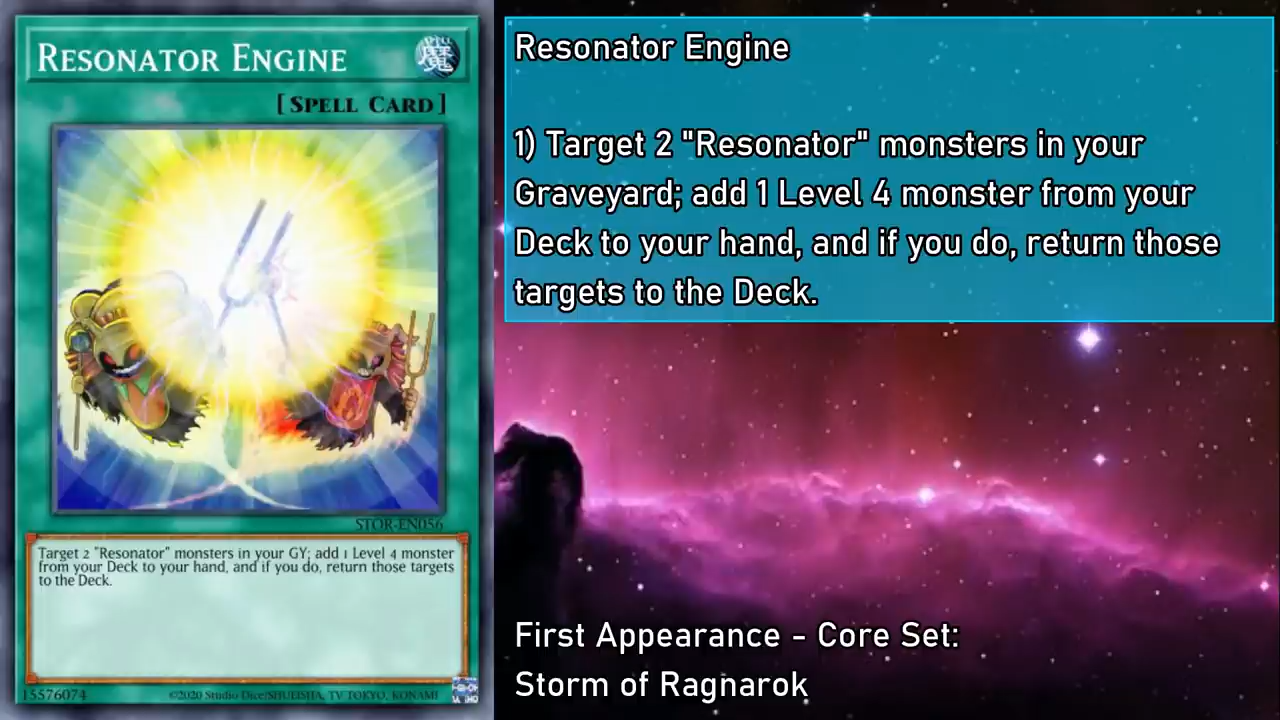 RESONATOR ENGINE
魔
[SPELL CARD]
STOR-EN056
Target 2 "Resonator" monsters in your GY; add 1 Level 4 monster
from your Deck to your hand, and if you do, return those targets
to the Deck.
15576074
©2020 Studio Dice/SHUEISHA, TV TOKYO, KONAMI
Resonator Engine
1) Target 2 "Resonator" monsters in your
Graveyard; add 1 Level 4 monster from your
Deck to your hand, and if you do, return those
targets to the Deck.
First Appearance - Core Set:
Storm of Ragnarok